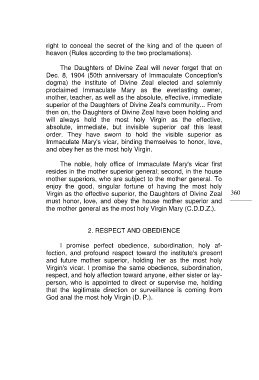 right to conceal the secret of the king and of the queen of
heaven (Rules according to the two proclamations).
The Daughters of Divine Zeal will never forget that on
Dec. 8, 1904 (50th anniversary of Immaculate Conception's
dogma) the institute of Divine Zeal elected and solemnly
proclaimed Immaculate Mary as the everlasting owner,
mother, teacher, as well as the absolute, effective, immediate
superior of the Daughters of Divine Zeal's community... From
then on, the Daughters of Divine Zeal have been holding and
will always hold the most holy Virgin as the effective,
absolute, immediate, but invisible superior oaf this least
order. They have sworn to hold the visible superior as
Immaculate Mary's vicar, binding themselves to honor, love,
and obey her as the most holy Virgin.
The noble, holy office of Immaculate Mary's vicar first
resides in the mother superior general; second, in the house
mother superiors, who are subject to the mother general. To
enjoy the good, singular fortune of having the most holy
Virgin as the effective superior, the Daughters of Divine Zeal
must honor, love, and obey the house mother superior and
the mother general as the most holy Virgin Mary (C.D.D.Z.).
360
2. RESPECT AND OBEDIENCE
I promise perfect obedience, subordination, holy af-
foction, and profound respect toward the institute's present
and future mother superior, holding her as the most holy
Virgin's vicar. I promise the same obedience, subordination,
respect, and holy affection toward anyone, either sister or lay-
person, who is appointed to direct or supervise me, holding
that the legitimate direction or surveillance is coming from
God anal the most holy Virgin (D. P.).